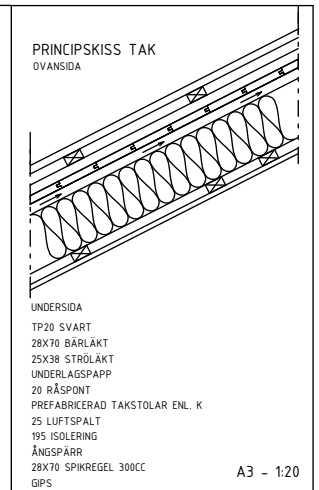 PRINCIPSKISS TAK
OVANSIDA
UNDERSIDA
TP20 SVART
28X70 BÄRLÄKT
25X38 STRÖLÄKT
UNDERLAGSPAPP
20 RÅSPONT
PREFABRICERAD TAKSTOLAR ENL. K
25 LUFTSPALT
195 ISOLERING
ÅNGSPÄRR
28X70 SPIKREGEL 300CC
GIPS
A3 - 1:20